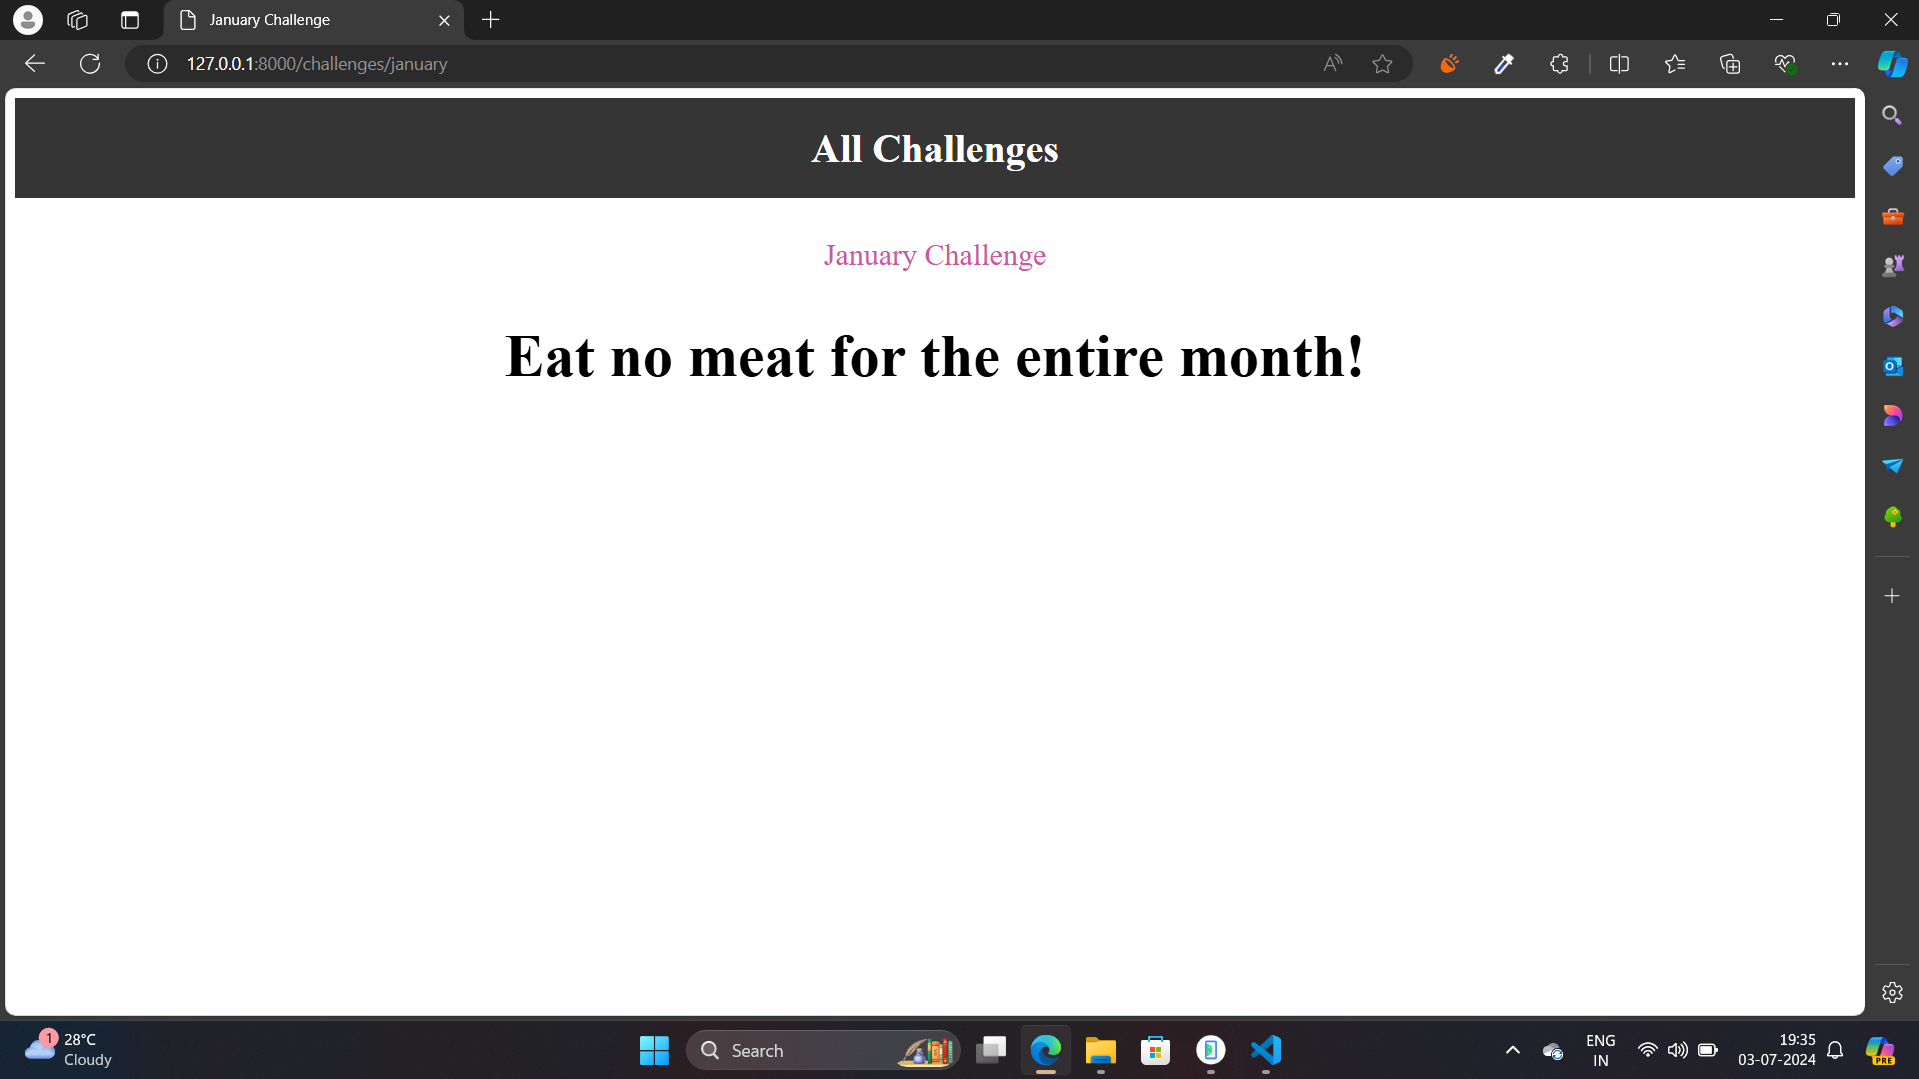 January Challenge
127.0.0.1:8000/challenges/january
All Challenges
January Challenge
Eat no meat for the entire month!
1
28°C
Cloudy
Search
ENG
IN
19:35
03-07-2024
PRE